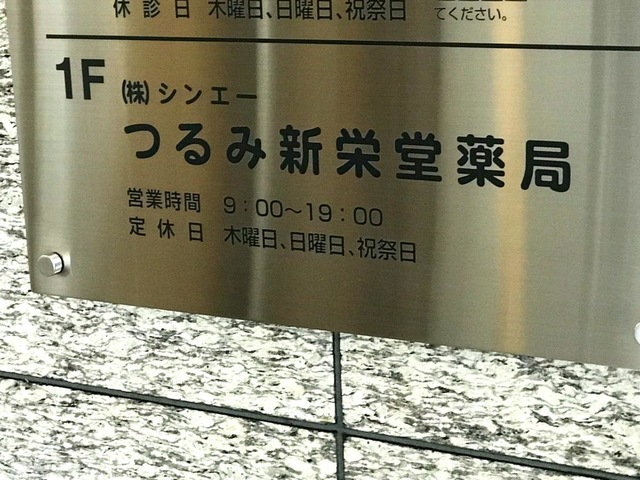 休診日 木曜日、日曜日、祝祭日
てください。
1F (株)シンエー
つるみ新栄堂薬局
営業時間 9:00〜19:00
定休日 木曜日、日曜日、祝祭日